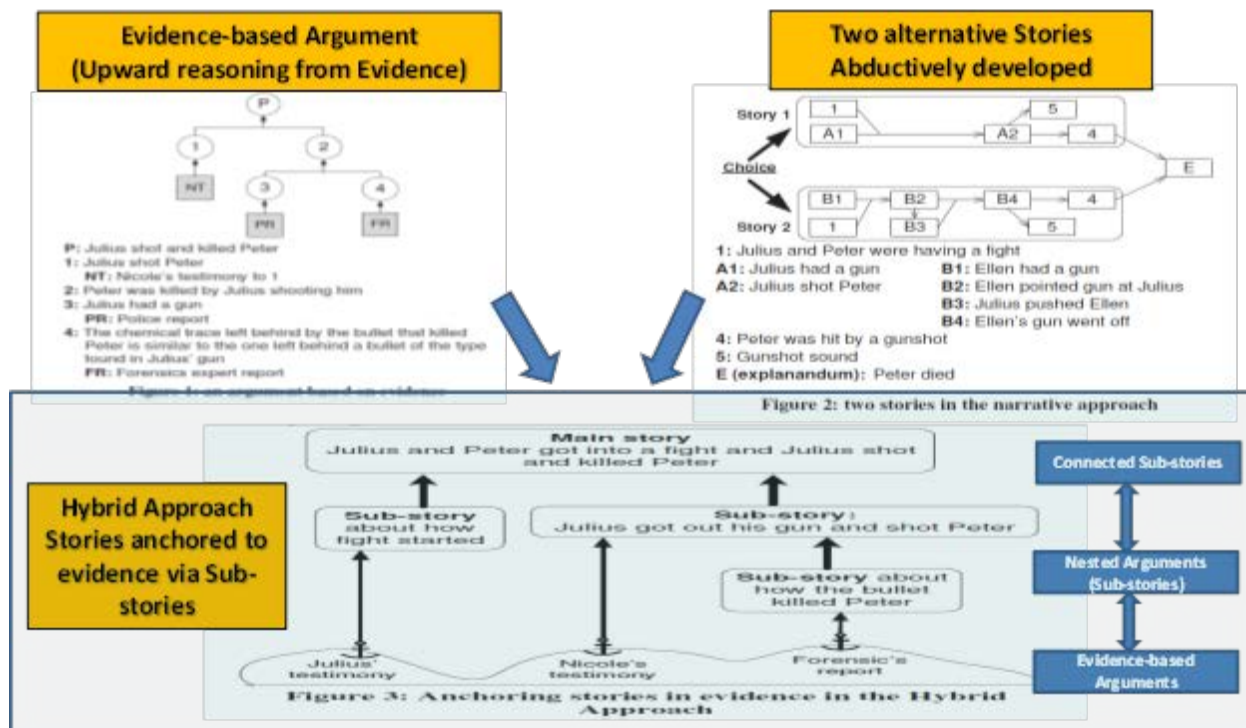 Evidence-based Argument
(Upward reasoning from Evidence)
P
1
2
NT
3
4
PR
FR
P: Julius shot and killed Peter
1: Julius shot Peter
NT: Nicole's testimony to 1
2: Peter was killed by Julius shooting him
3: Julius had a gun
PR: Police report
4: The chemical trace left behind by the bullet that killed
Peter is similar to the one left behind a bullet of the type
found in Julius' gun
FR: Forensics expert report
Figure 1: an argument based on evidence
Two alternative Stories
Abductively developed
Story 1
1
5
A1
A2
4
Choice
E
B1
B2
B4
4
Story 2
1
B3
5
1: Julius and Peter were having a fight
A1: Julius had a gun
B1: Ellen had a gun
A2: Julius shot Peter
B2: Ellen pointed gun at Julius
B3: Julius pushed Ellen
B4: Ellen's gun went off
4: Peter was hit by a gunshot
5: Gunshot sound
E (explanandum): Peter died
Figure 2: two stories in the narrative approach
Hybrid Approach
Stories anchored to
evidence via Sub-
stories
Main story
Julius and Peter got into a fight and Julius shot
and killed Peter
Sub-story
about how
fight started
Sub-story:
Julius got out his gun and shot Peter
Sub-story about
how the bullet
killed Peter
Julius'
testimony
Nicole's
testimony
Forensic's
report
Figure 3: Anchoring stories in evidence in the Hybrid
Approach
Connected Sub-stories
Nested Arguments
(Sub-stories)
Evidence-based
Arguments